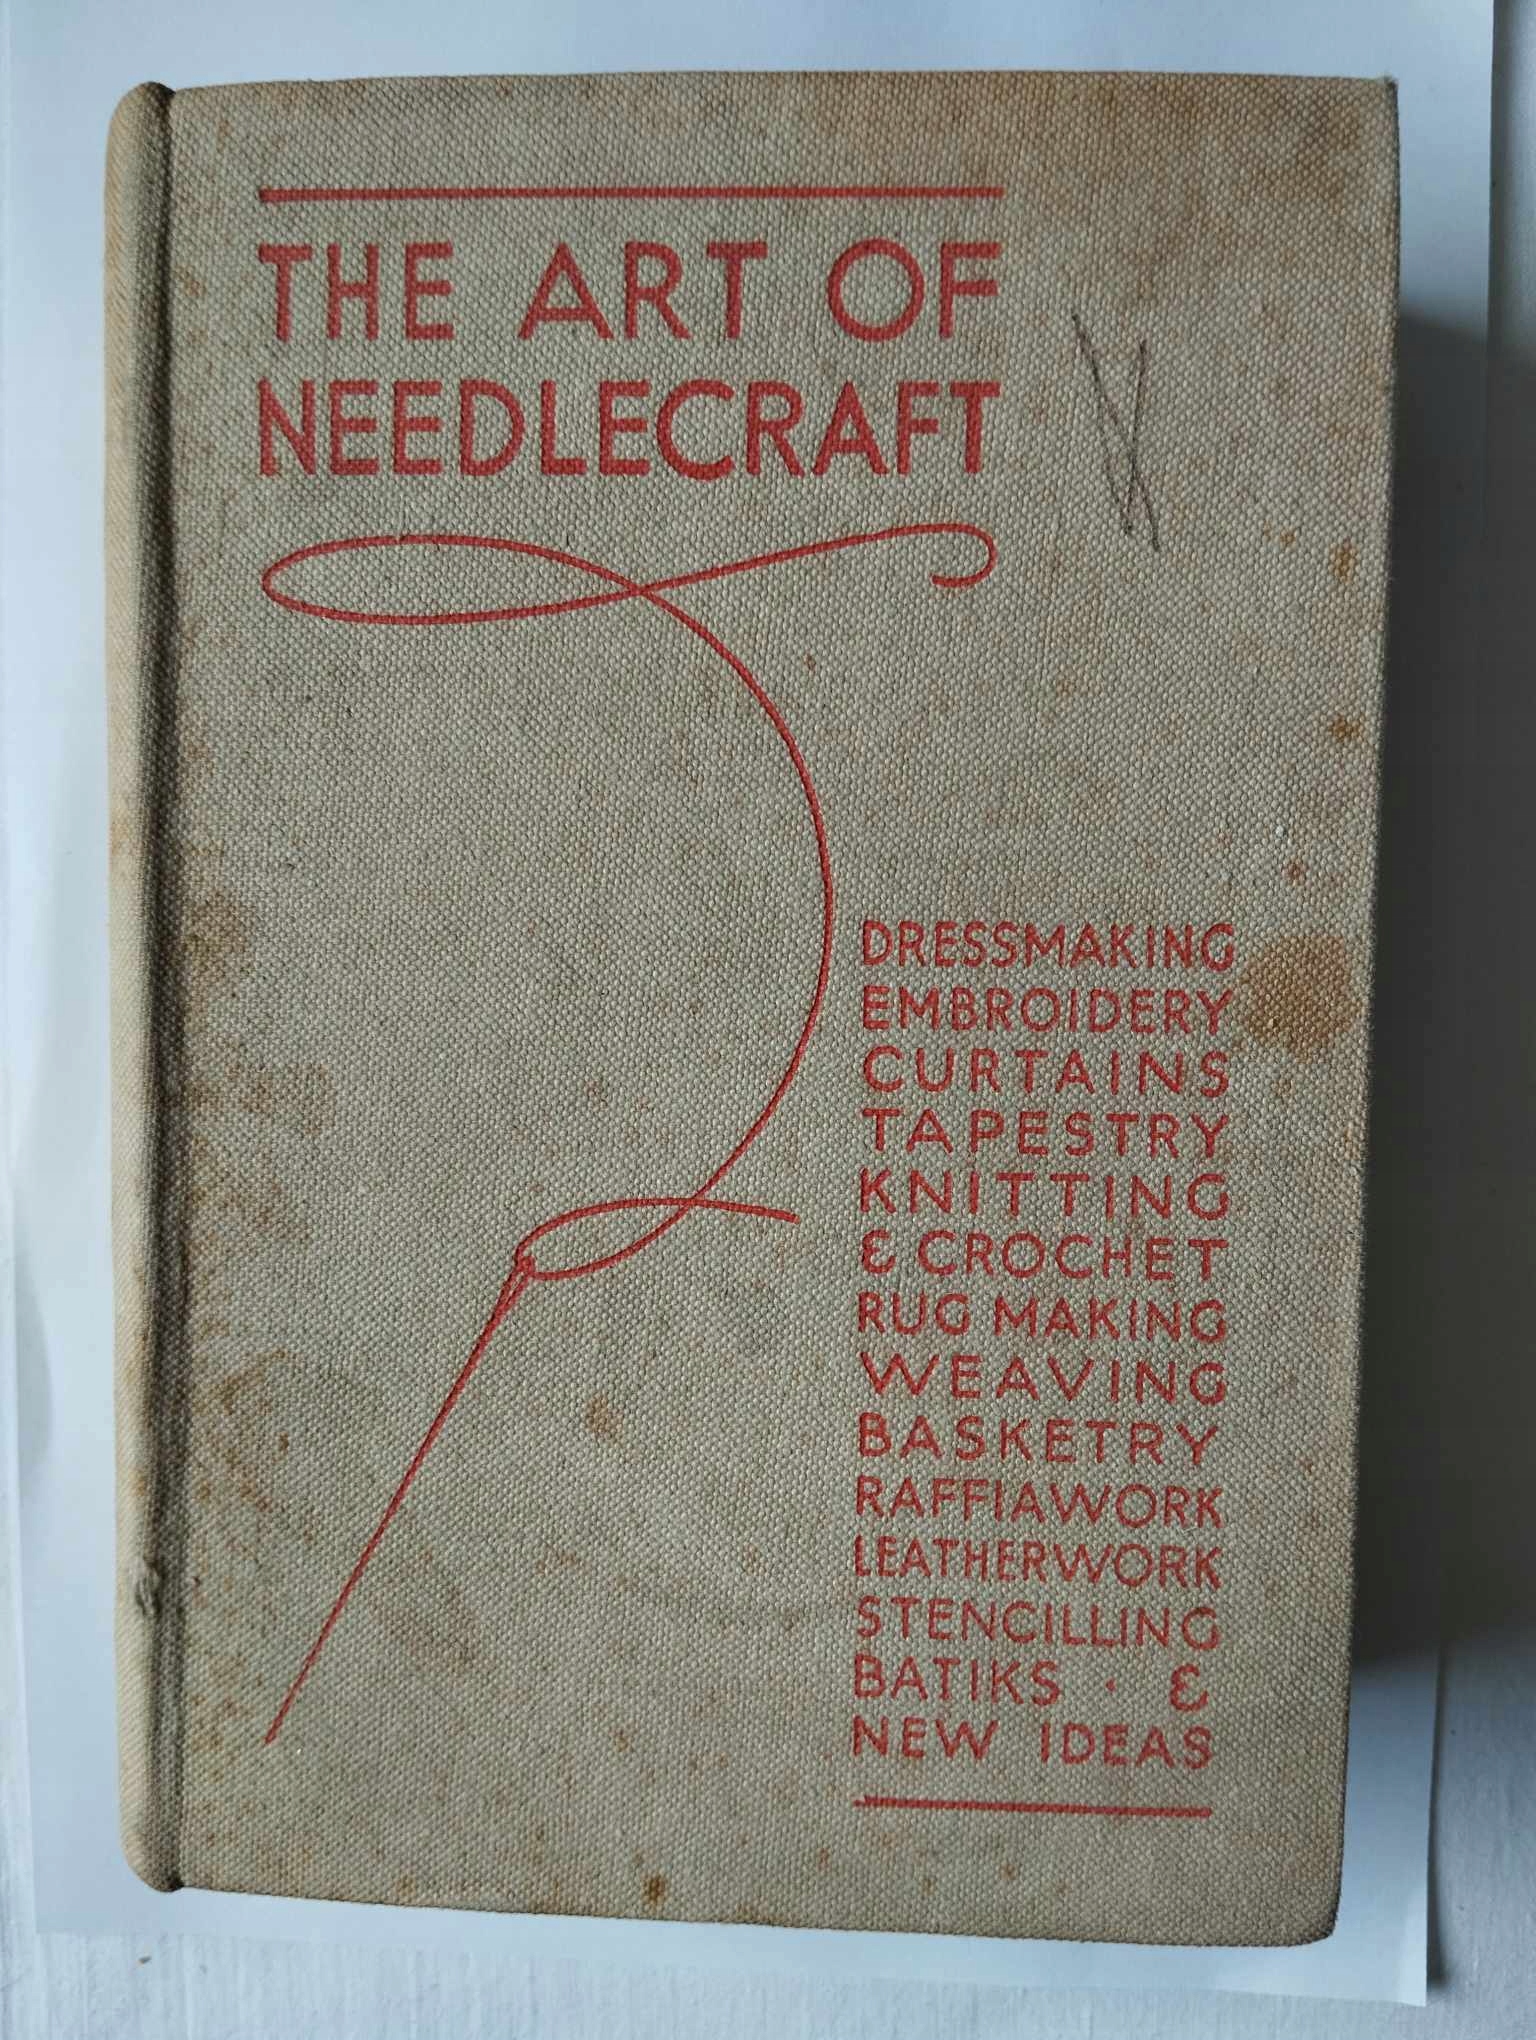 THE ART OF
NEEDLECRAFT
DRESSMAKING
EMBROIDERY
CURTAINS
TAPESTRY
KNITTING
& CROCHET
RUG MAKING
WEAVING
BASKETRY
RAFFIAWORK
LEATHERWORK
STENCILLING
BATIKS · &
NEW IDEAS